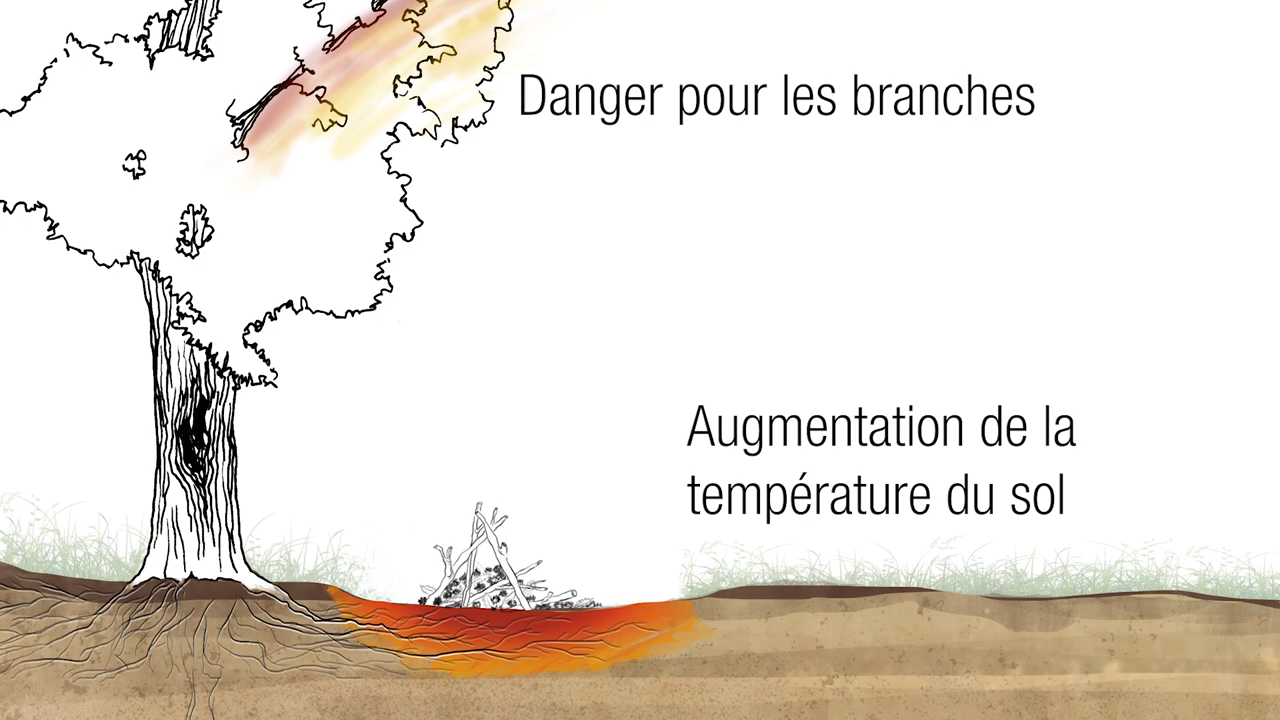 Danger pour les branches
Augmentation de la
température du sol